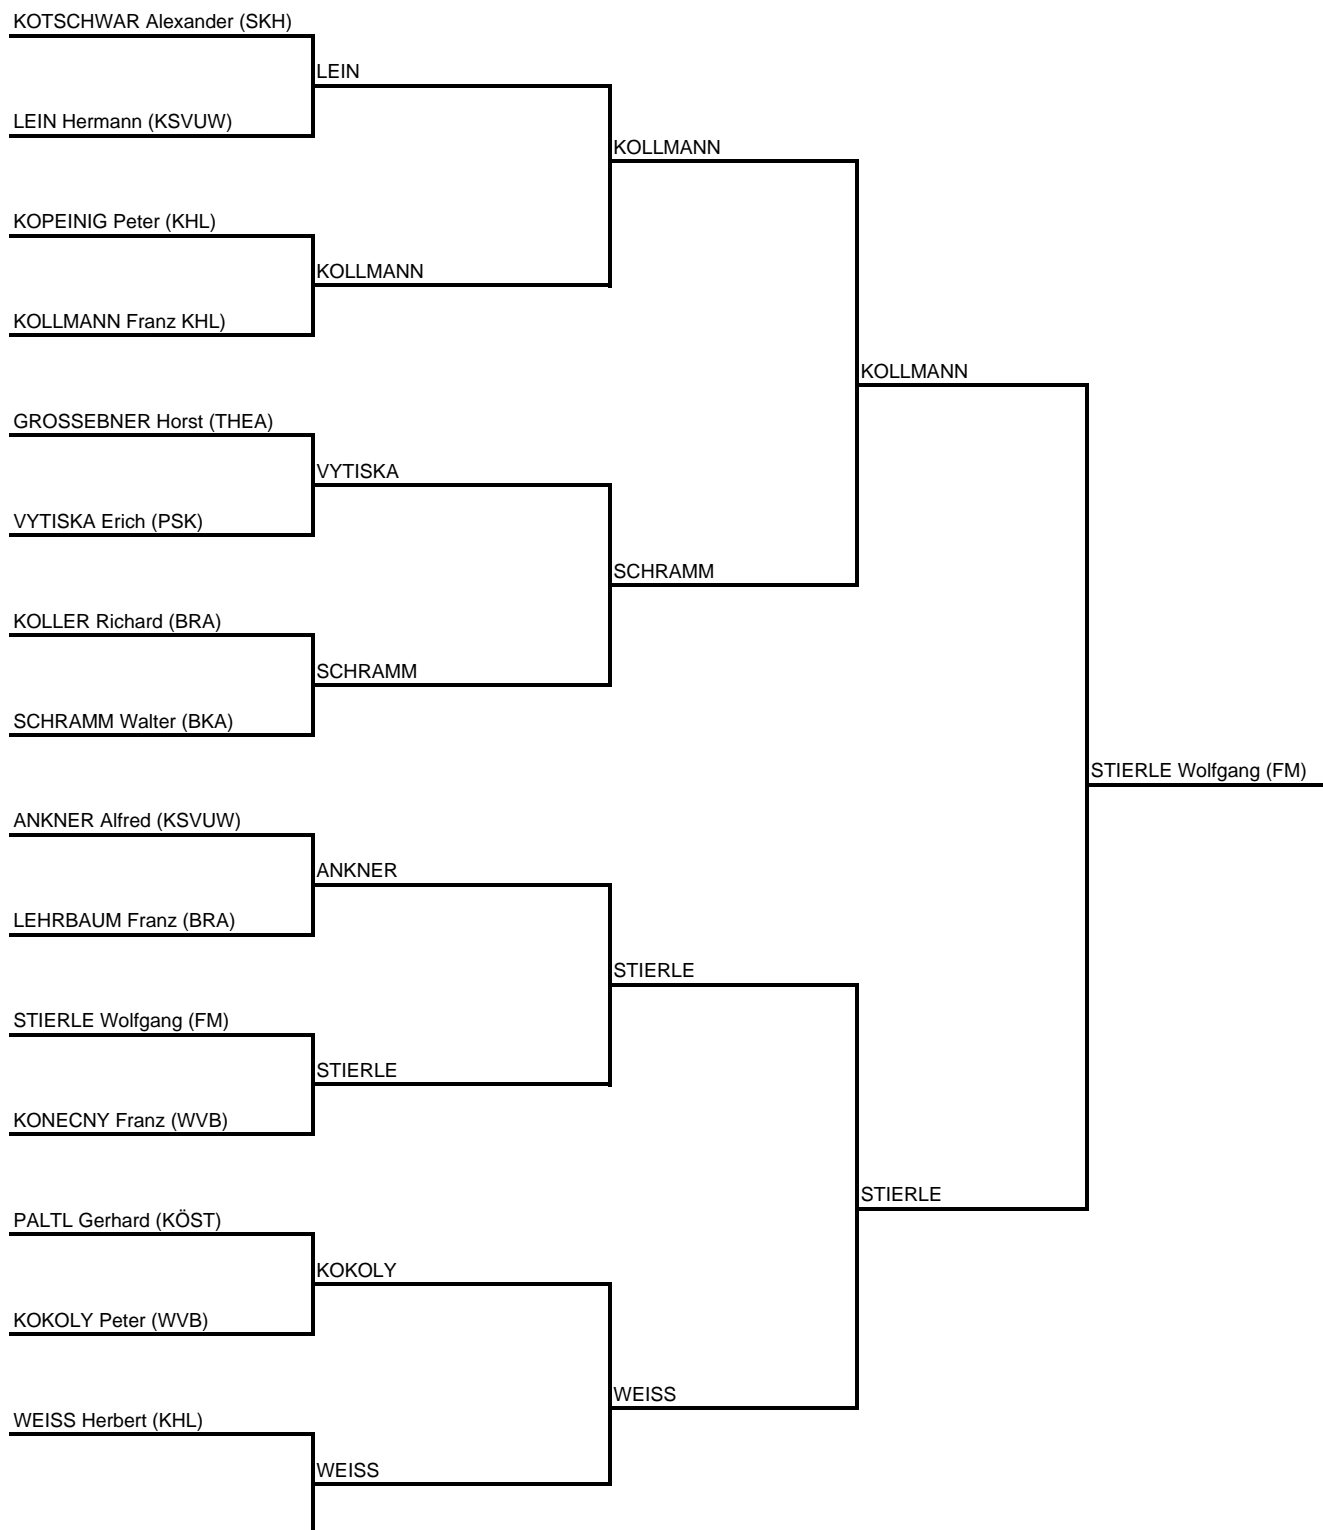 KOTSCHWAR Alexander (SKH)
LEIN
LEIN Hermann (KSVUW)
KOLLMANN
KOPEINIG Peter (KHL)
KOLLMANN
KOLLMANN Franz KHL)
KOLLMANN
GROSSEBNER Horst (THEA)
VYTISKA
VYTISKA Erich (PSK)
SCHRAMM
KOLLER Richard (BRA)
SCHRAMM
SCHRAMM Walter (BKA)
STIERLE Wolfgang (FM)
ANKNER Alfred (KSVUW)
ANKNER
LEHRBAUM Franz (BRA)
STIERLE
STIERLE Wolfgang (FM)
STIERLE
KONECNY Franz (WVB)
STIERLE
PALTL Gerhard (KÖST)
KOKOLY
KOKOLY Peter (WVB)
WEISS
WEISS Herbert (KHL)
WEISS